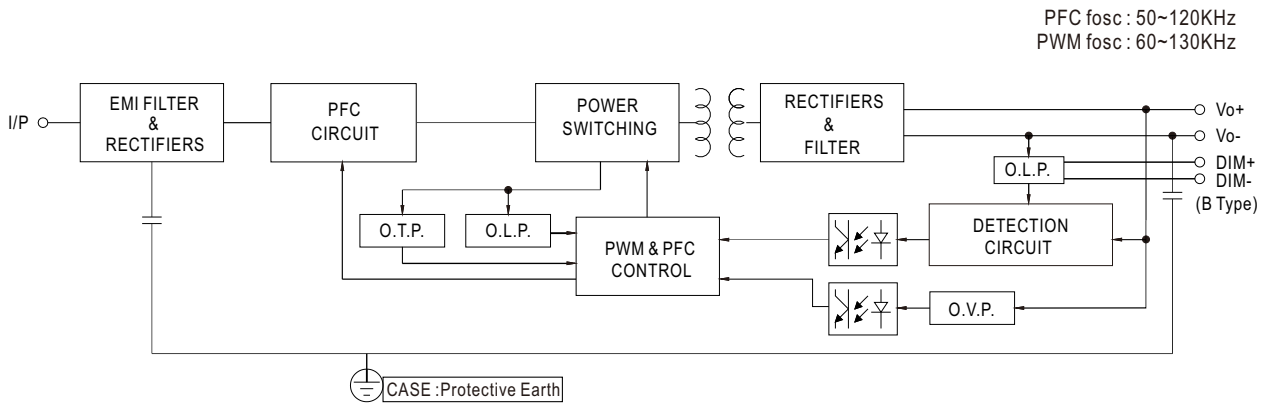 PFC fosc : 50~120KHz
PWM fosc : 60~130KHz
I/P
EMI FILTER
&
RECTIFIERS
PFC
CIRCUIT
POWER
SWITCHING
RECTIFIERS
&
FILTER
Vo+
Vo-
DIM+
DIM-
(B Type)
O.L.P.
O.T.P.
O.L.P.
PWM & PFC
CONTROL
DETECTION
CIRCUIT
O.V.P.
CASE :Protective Earth